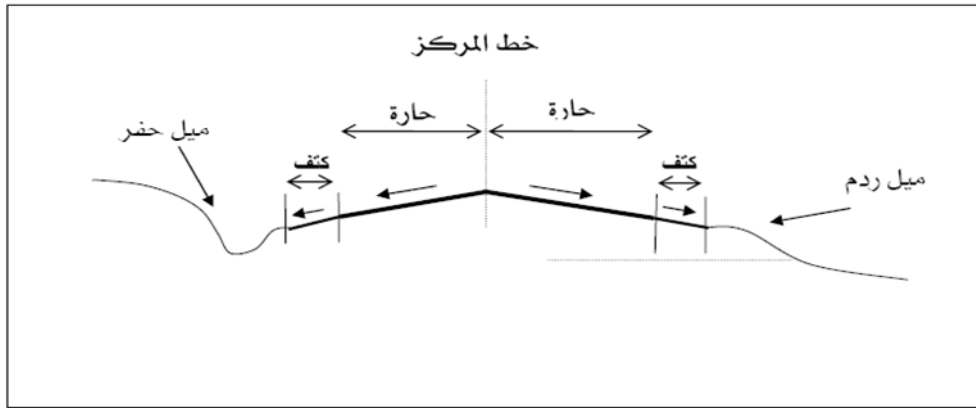 خط المركز
حارة
حارة
ميل حفر
كتف
كتف
ميل ردم